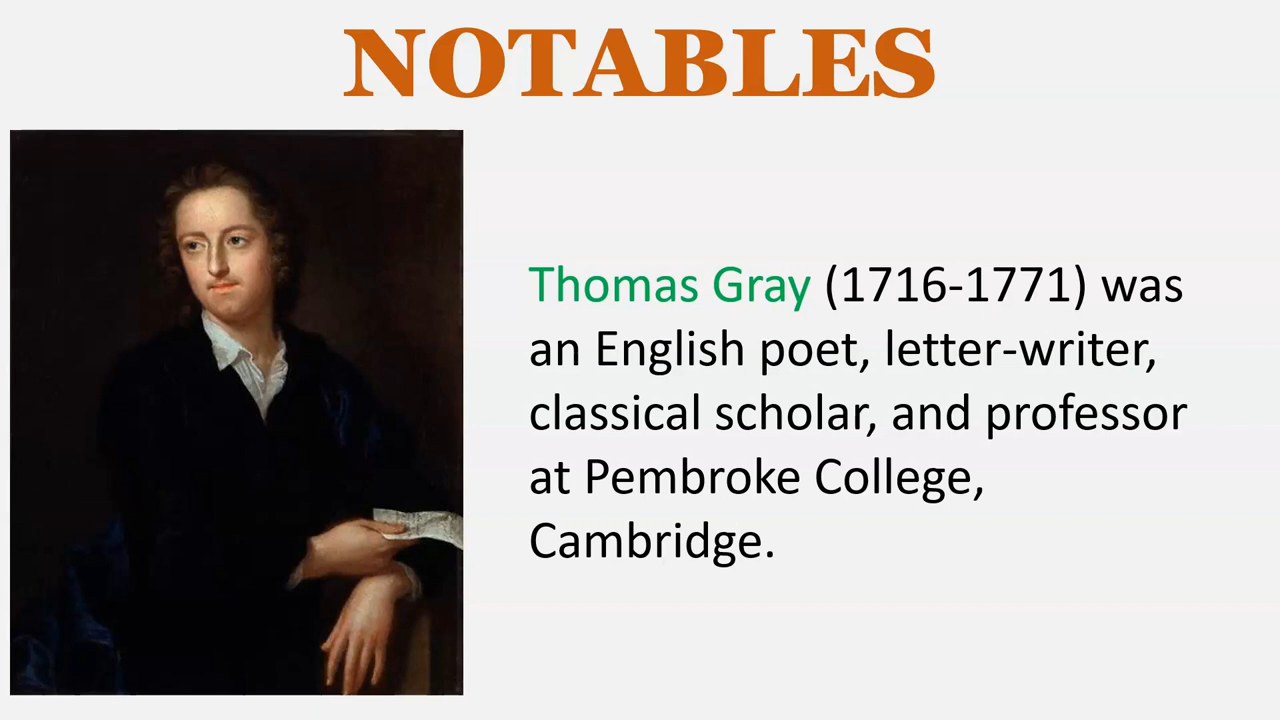 NOTABLES
Thomas Gray (1716-1771) was
an English poet, letter-writer,
classical scholar, and professor
at Pembroke College,
Cambridge.